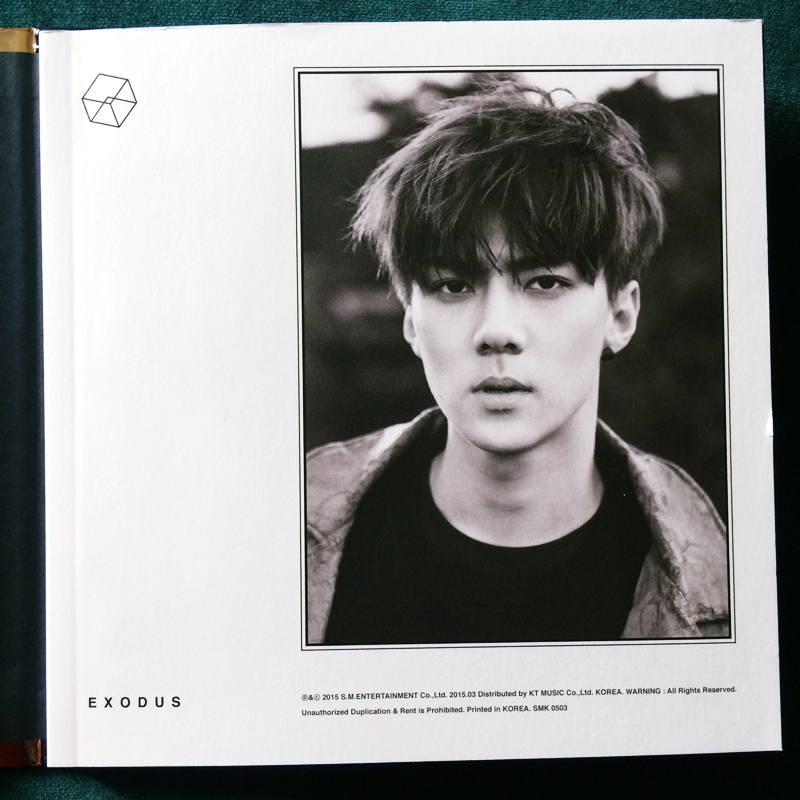 EXODUS
℗&© 2015 S.M.ENTERTAINMENT Co.,Ltd. 2015.03 Distributed by KT MUSIC Co.,Ltd. KOREA. WARNING : All Rights Reserved.
Unauthorized Duplication & Rent is Prohibited. Printed in KOREA. SMK 0503